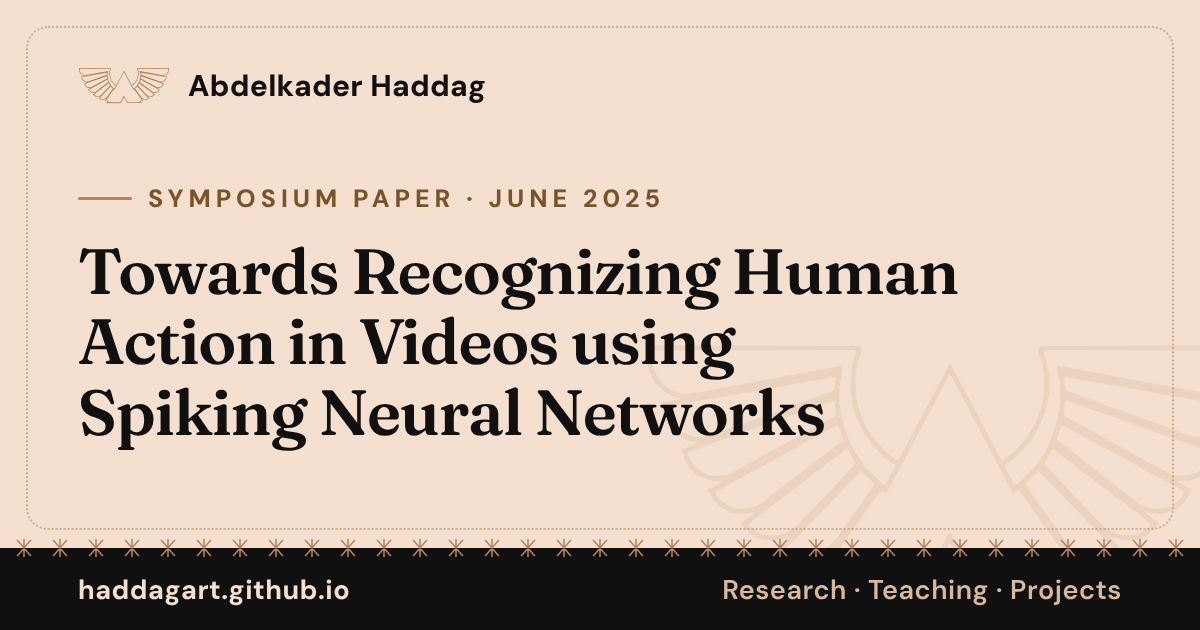 Abdelkader Haddag
SYMPOSIUM PAPER · JUNE 2025
Towards Recognizing Human
Action in Videos using
Spiking Neural Networks
haddagart.github.io
Research · Teaching · Projects